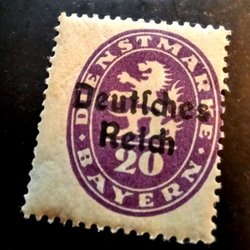 DIENSTMARKE
Deutsches
Reich
20
BAYERN